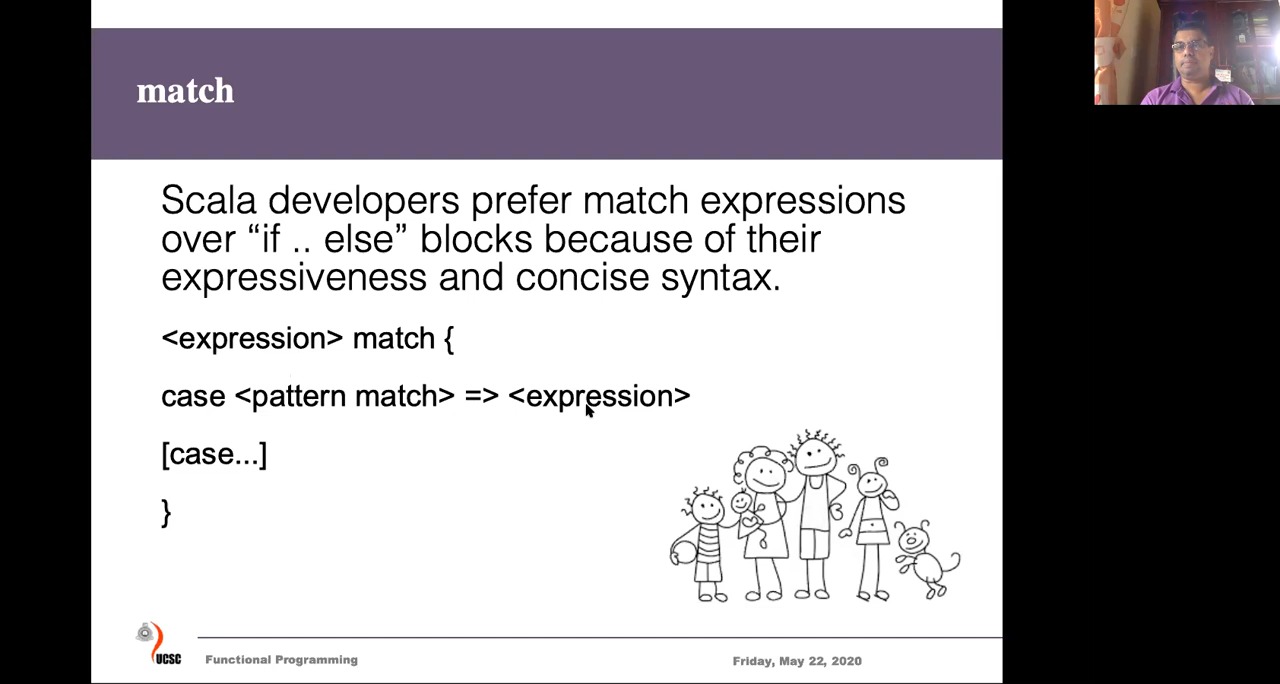 match
Scala developers prefer match expressions
over “if .. else” blocks because of their
expressiveness and concise syntax.
<expression> match {
case <pattern match> => <expression>
[case...]
}
UCSC
Functional Programming
Friday, May 22, 2020